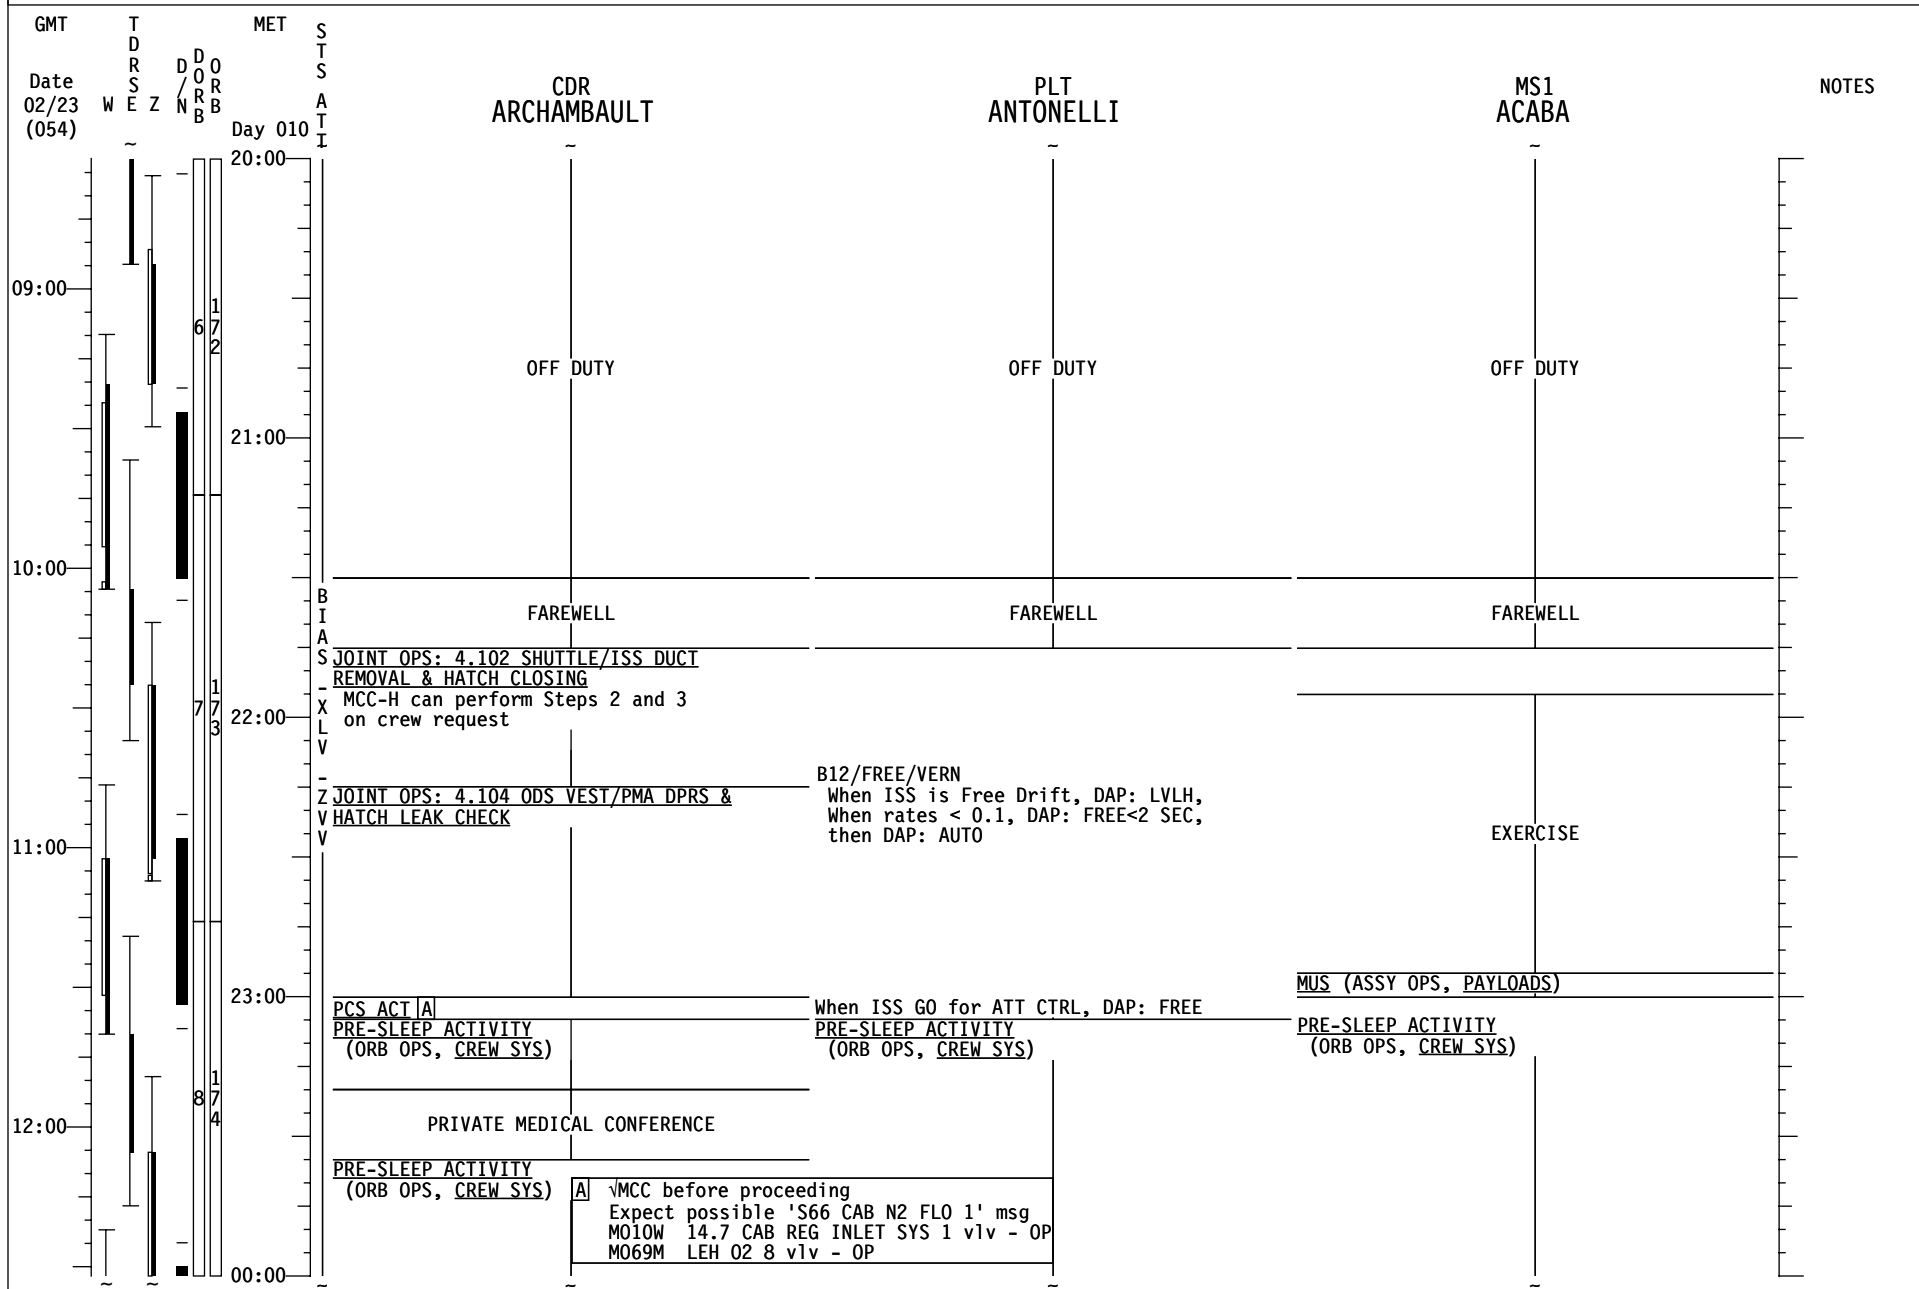 GMT
TDRS
MET
STS ATT
Date
02/23
(054)
W E Z
D/N
DORB
ORB
Day 010
CDR
ARCHAMBAULT
PLT
ANTONELLI
MS1
ACABA
NOTES
~
~ ~ ~
20:00
09:00
6
172
OFF DUTY OFF DUTY OFF DUTY
21:00
10:00
BIAS -XLV -ZVV
FAREWELL FAREWELL FAREWELL
JOINT OPS: 4.102 SHUTTLE/ISS DUCT
REMOVAL & HATCH CLOSING
MCC-H can perform Steps 2 and 3
on crew request
7
173
22:00
JOINT OPS: 4.104 ODS VEST/PMA DPRS &
HATCH LEAK CHECK
B12/FREE/VERN
When ISS is Free Drift, DAP: LVLH,
When rates < 0.1, DAP: FREE<2 SEC,
then DAP: AUTO
EXERCISE
11:00
MUS (ASSY OPS, PAYLOADS)
23:00
PCS ACT A
When ISS GO for ATT CTRL, DAP: FREE
PRE-SLEEP ACTIVITY
(ORB OPS, CREW SYS)
PRE-SLEEP ACTIVITY
(ORB OPS, CREW SYS)
PRE-SLEEP ACTIVITY
(ORB OPS, CREW SYS)
8
174
12:00
PRIVATE MEDICAL CONFERENCE
PRE-SLEEP ACTIVITY
(ORB OPS, CREW SYS)
A √MCC before proceeding
Expect possible 'S66 CAB N2 FLO 1' msg
MO10W 14.7 CAB REG INLET SYS 1 vlv - OP
MO69M LEH O2 8 vlv - OP
00:00
~ ~ ~ ~ ~ ~